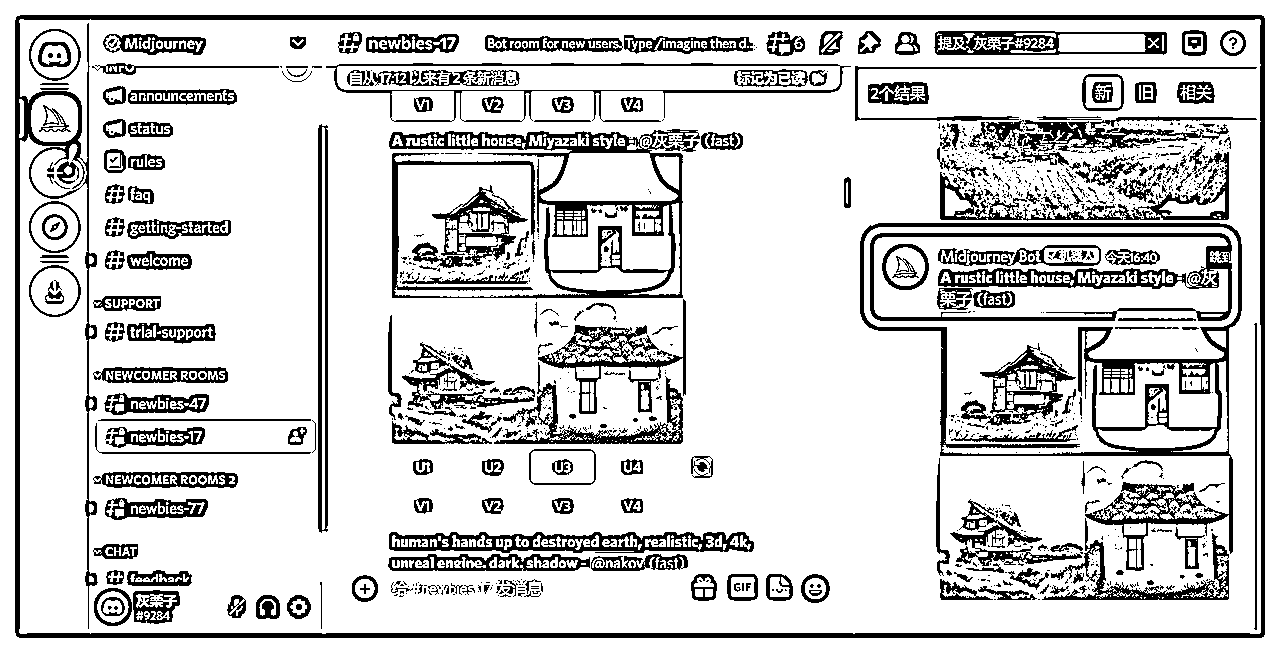 Midjourney
INFO
announcements
status
rules
faq
getting-started
welcome
SUPPORT
trial-support
NEWCOMER ROOMS
newbies-47
newbies-17
NEWCOMER ROOMS 2
newbies-77
CHAT
feedback
灰栗子
#9284
newbies-17
Bot room for new users. Type /imagine then d...
6
提及: 灰栗子#9284
自从17:12 以来有2 条新消息
标记为已读
V1 V2 V3 V4
A rustic little house, Miyazaki style - @灰栗子 (fast)
U1 U2 U3 U4
V1 V2 V3 V4
human's hands up to destroyed earth, realistic, 3d, 4k,
unreal engine, dark, shadow - @nakov (fast)
给 #newbies-17 发消息
GIF
2个结果
新 旧 相关
Midjourney Bot 机器人 今天16:40
跳到
A rustic little house, Miyazaki style - @灰
栗子 (fast)